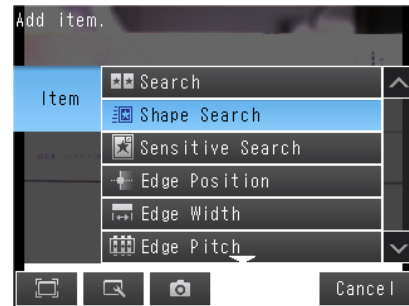 Add item.
Item
Search
Shape Search
Sensitive Search
Edge Position
Edge Width
Edge Pitch
Cancel